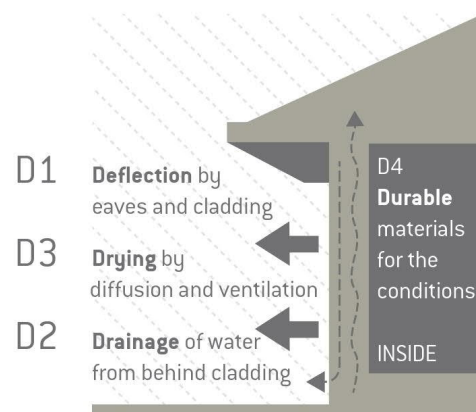 D1
Deflection by
eaves and cladding
D3
Drying by
diffusion and ventilation
D2
Drainage of water
from behind cladding
D4
Durable
materials
for the
conditions
INSIDE